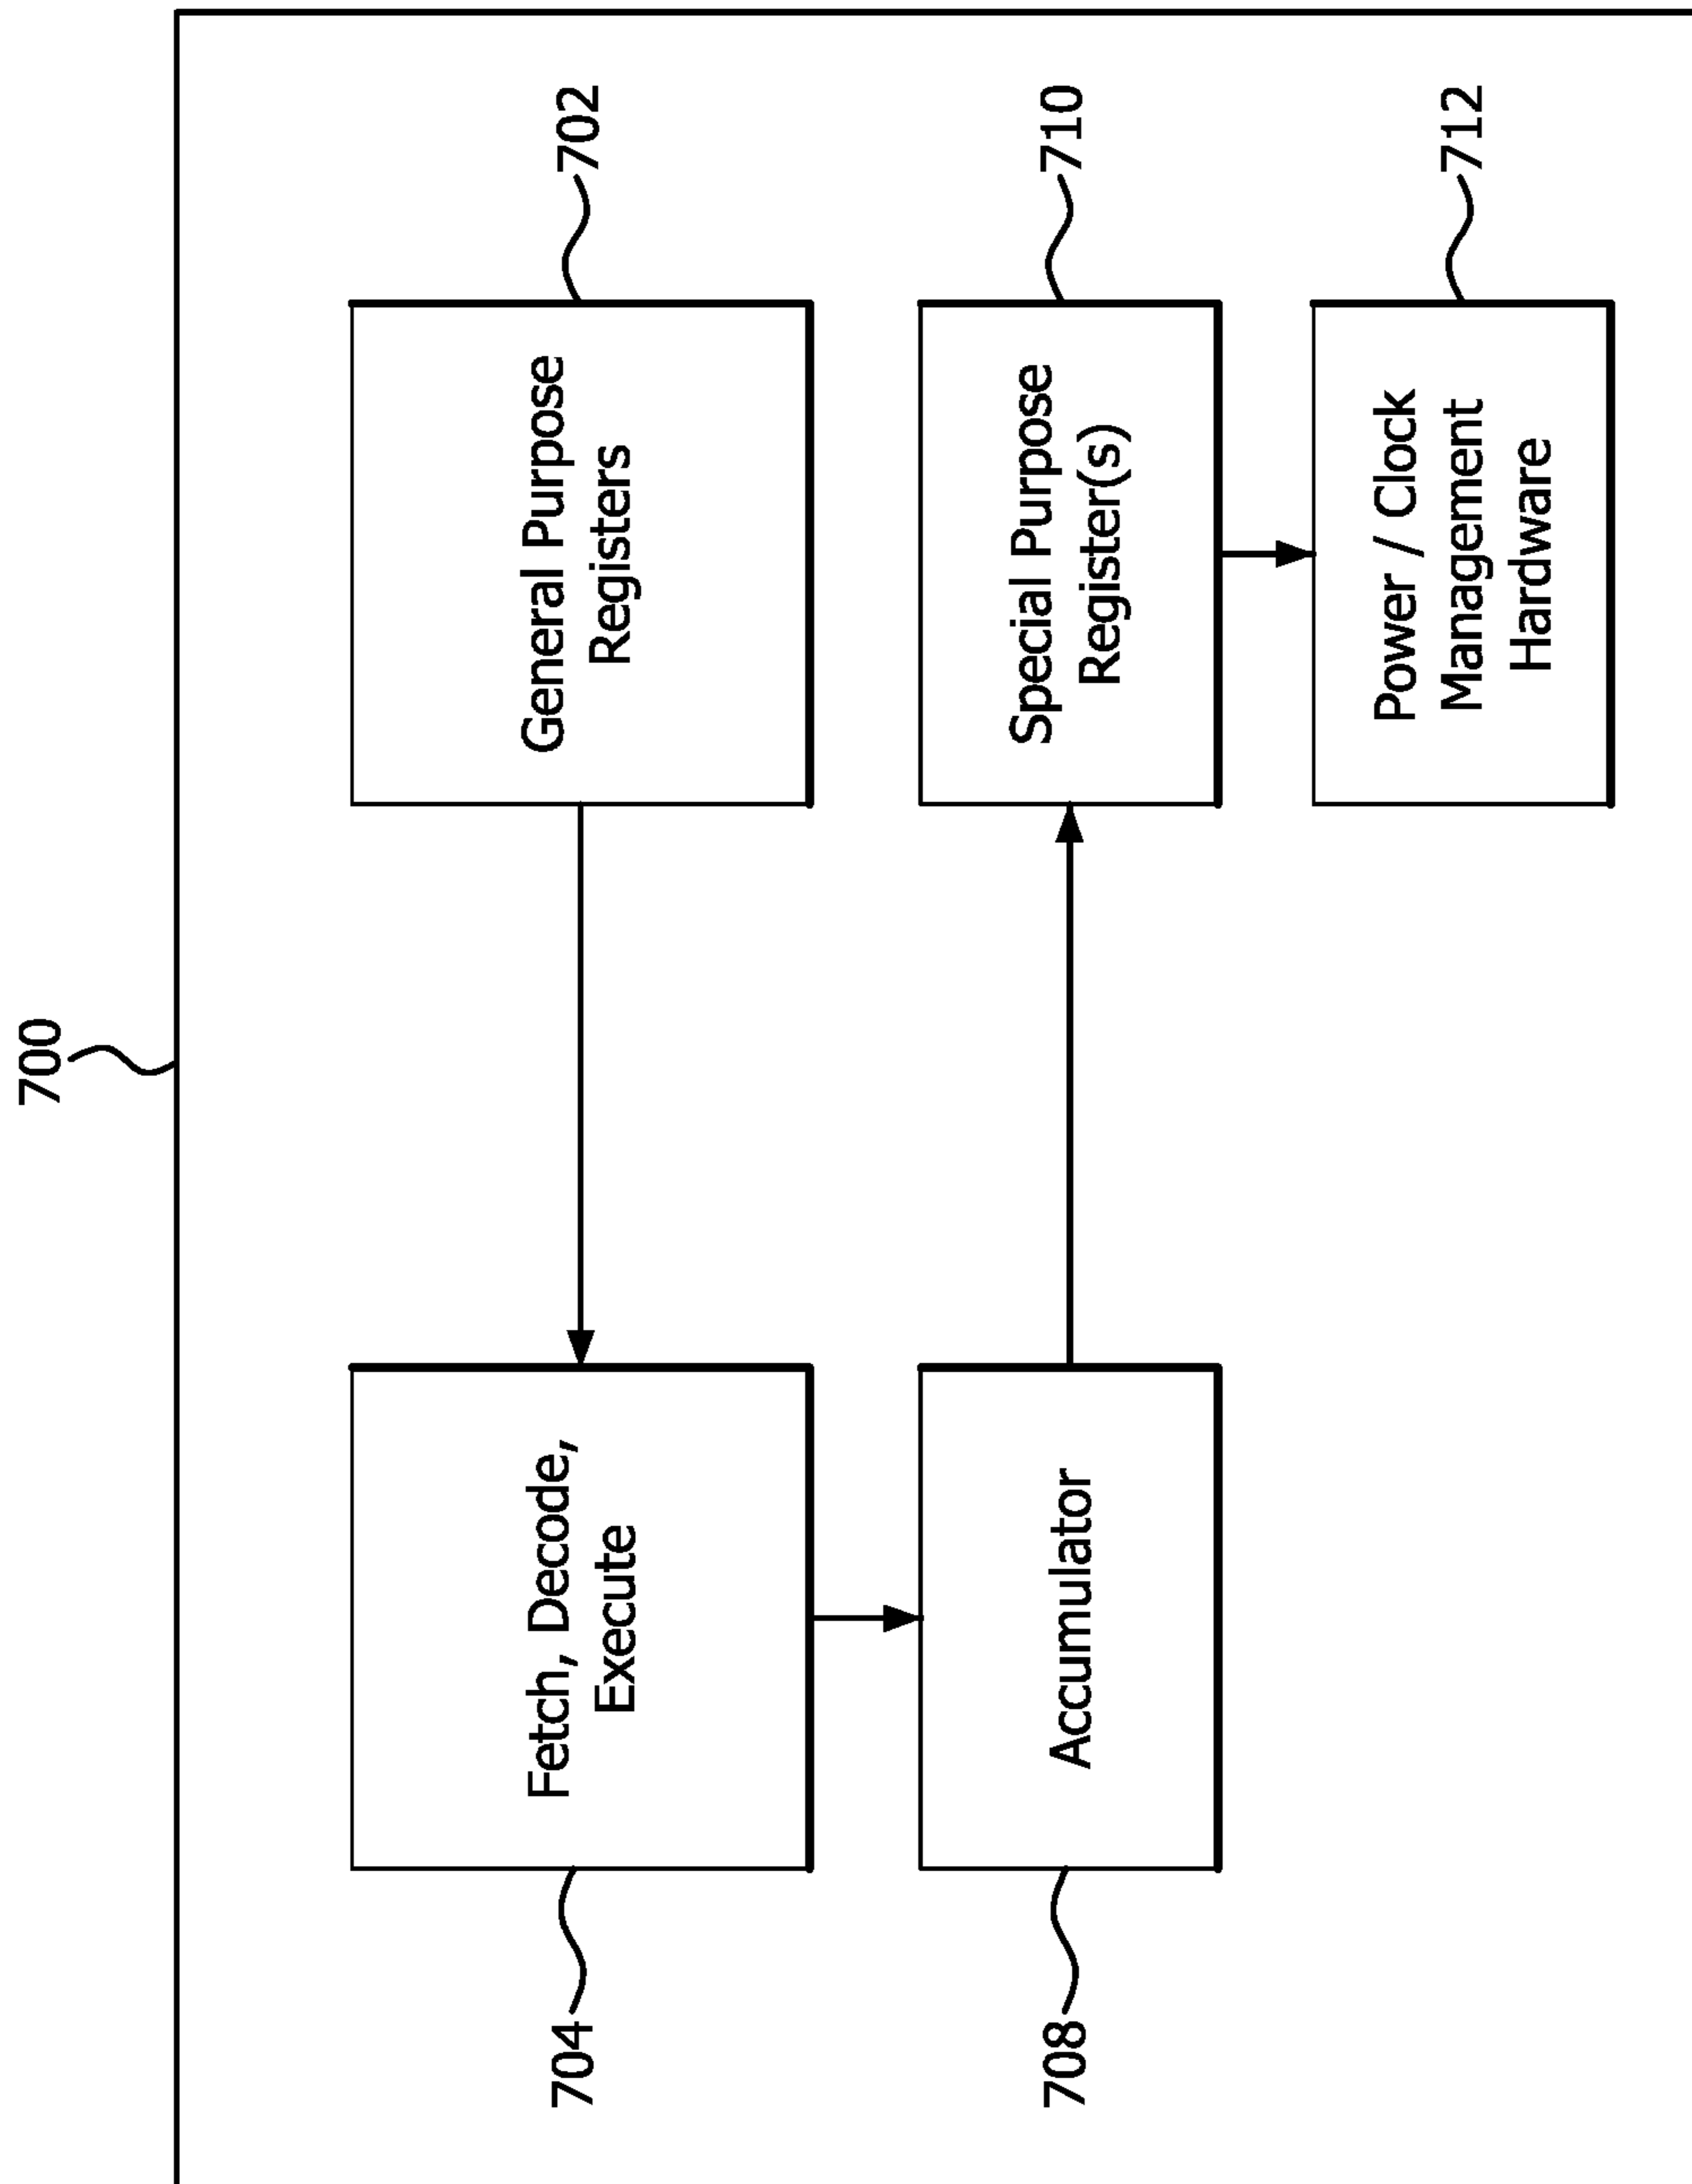 700
704
Fetch, Decode,
Execute
General Purpose
Registers
702
708
Accumulator
Special Purpose
Register(s)
710
Power / Clock
Management
Hardware
712